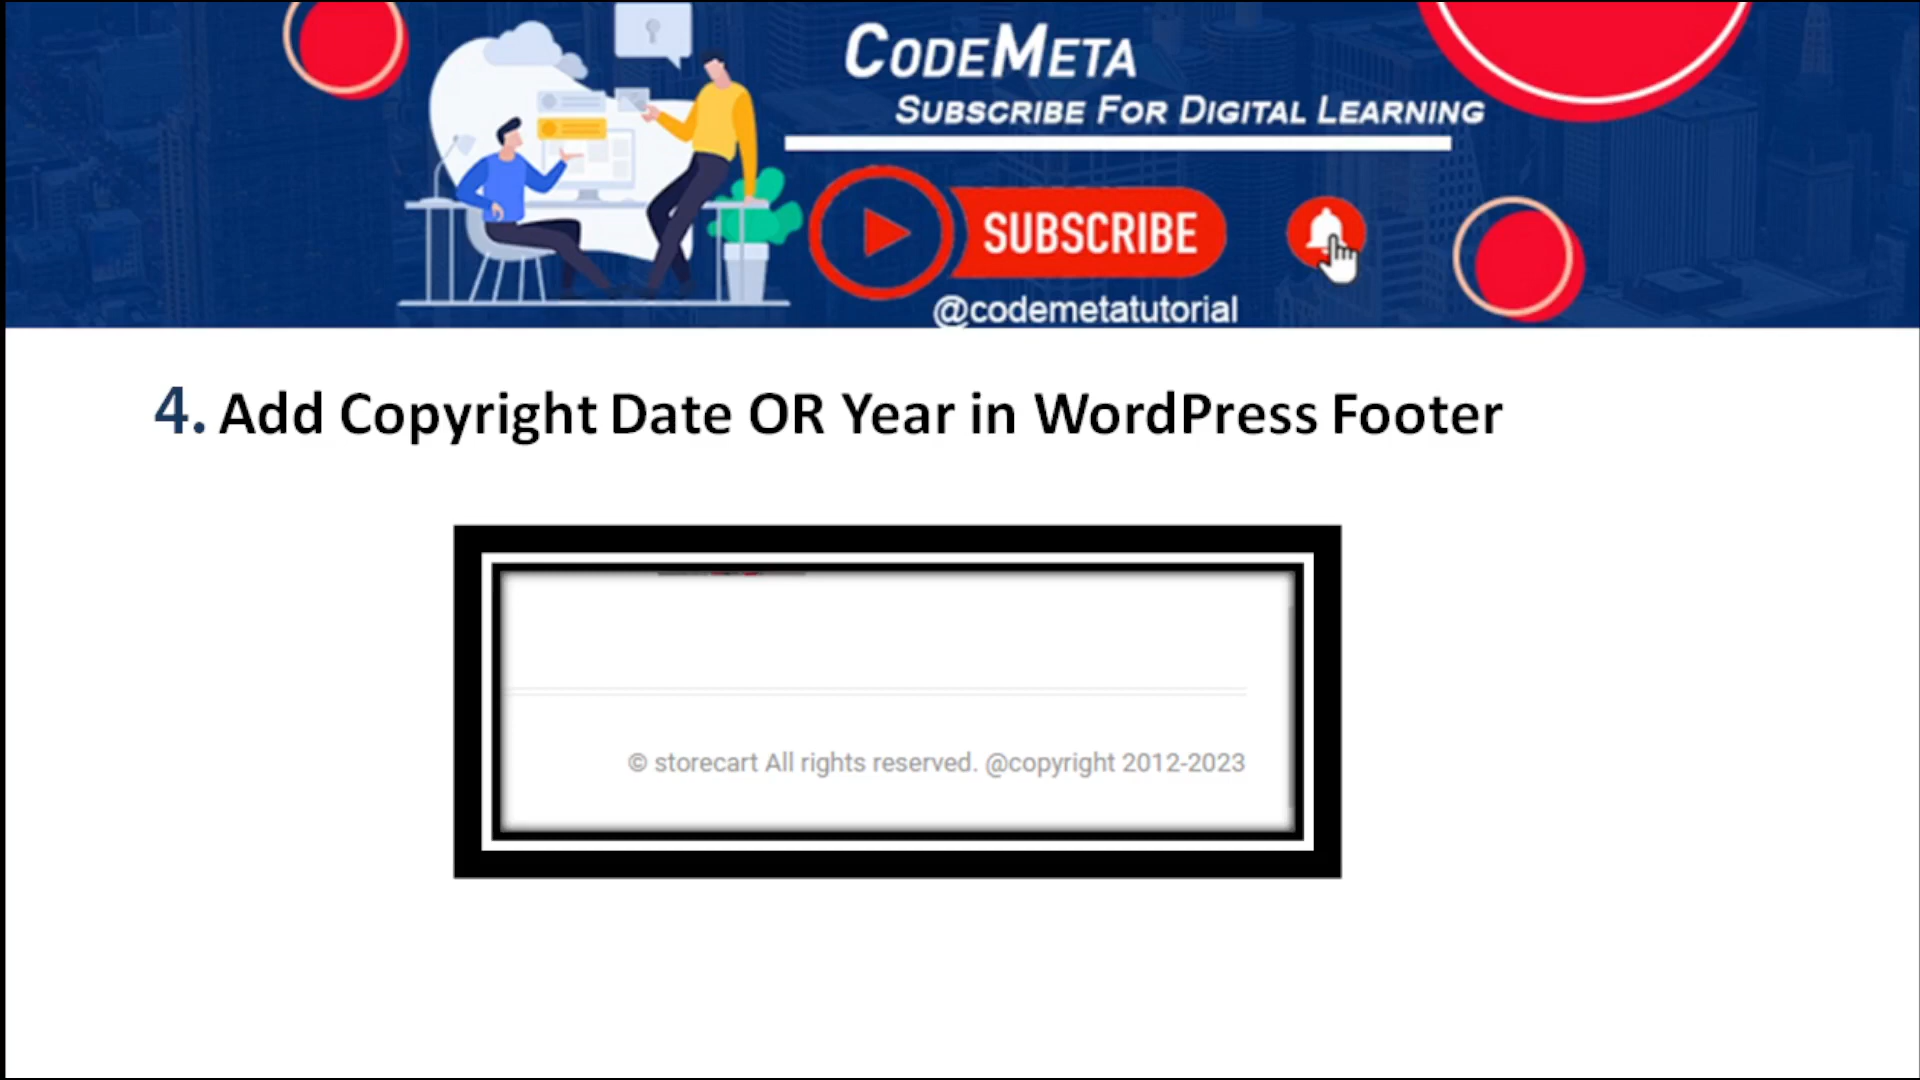 CODEMETA
SUBSCRIBE FOR DIGITAL LEARNING
SUBSCRIBE
@codemetatutorial
4. Add Copyright Date OR Year in WordPress Footer
© storecart All rights reserved. @copyright 2012-2023